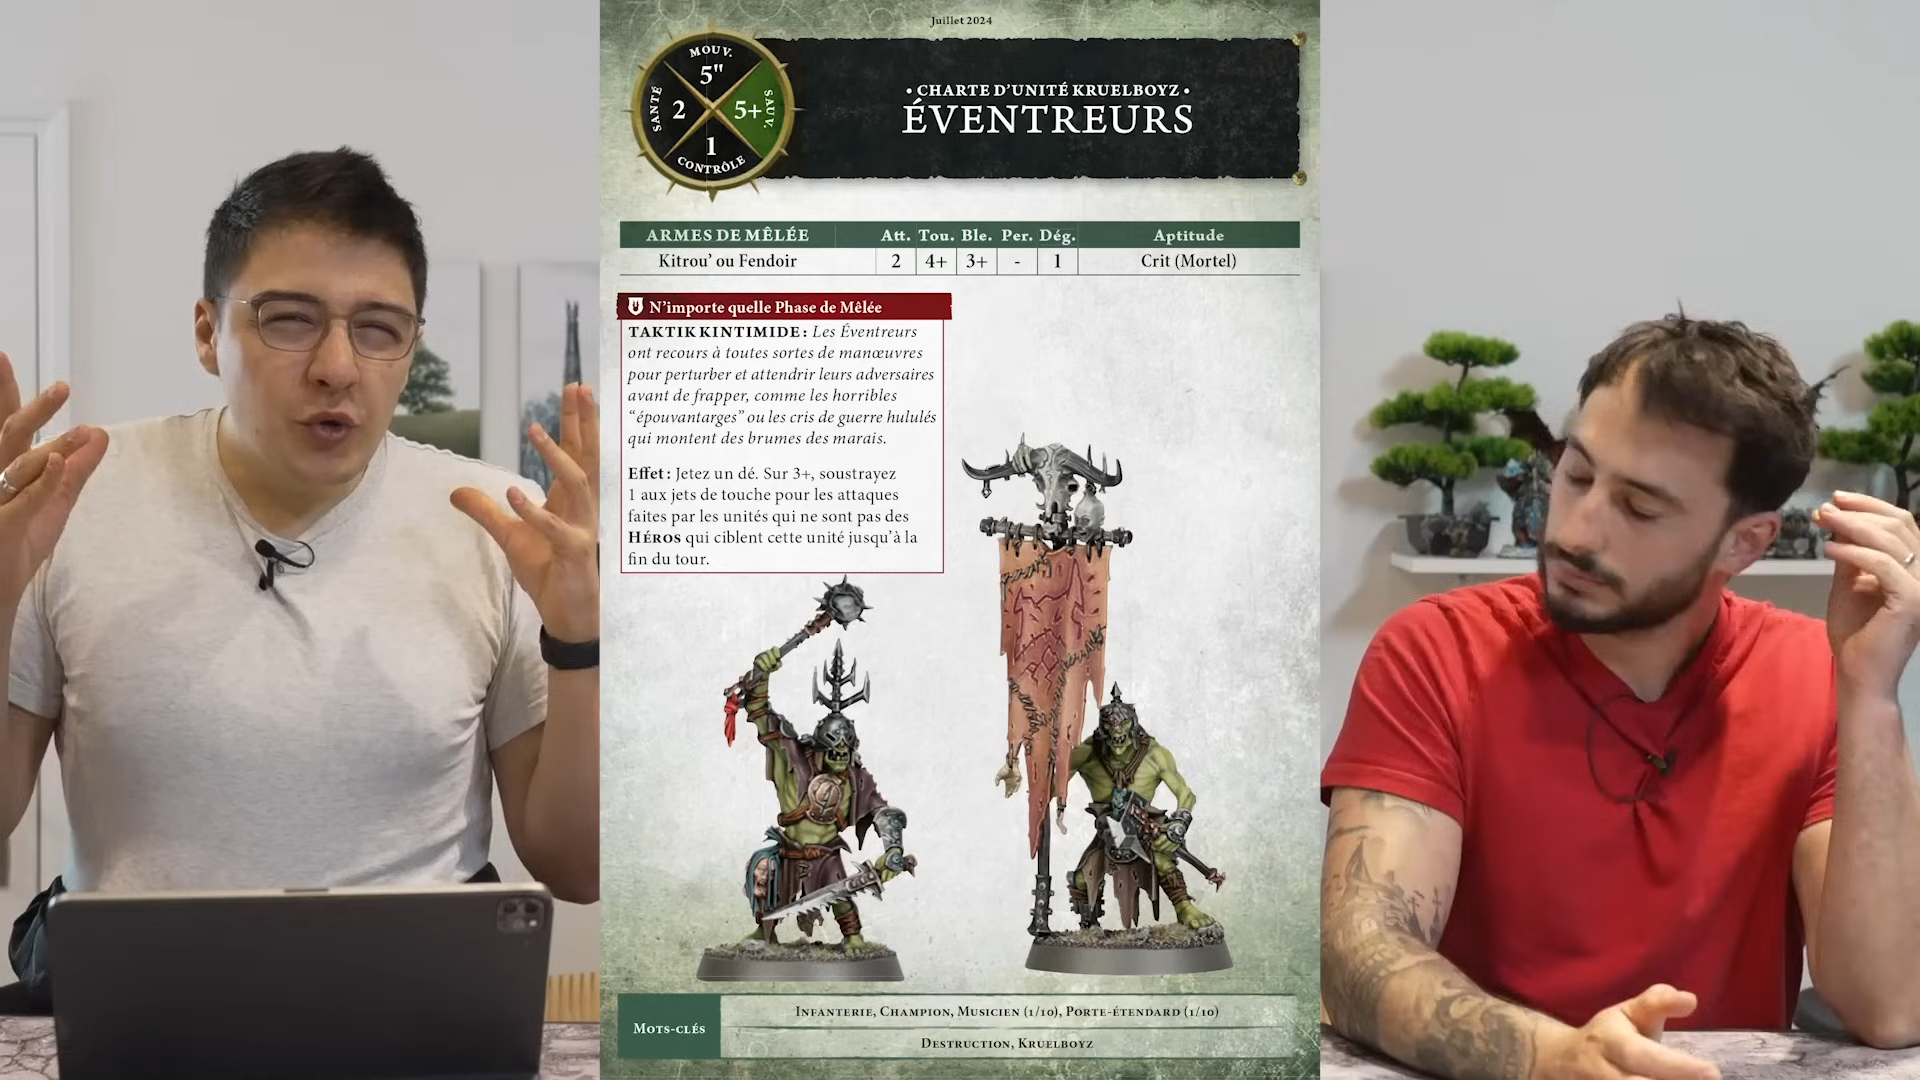 Juillet 2024
MOUV.
5"
SANTÉ
2
5+
SAUV.
1
CONTRÔLE
• CHARTE D'UNITÉ KRUELBOYZ •
ÉVENTREURS
ARMES DE MÊLÉE Att. Tou. Ble. Per. Dég. Aptitude
Kitrou' ou Fendoir 2 4+ 3+ - 1 Crit (Mortel)
N'importe quelle Phase de Mêlée
TAKTIK KINTIMIDE : Les Éventreurs
ont recours à toutes sortes de manœuvres
pour perturber et attendrir leurs adversaires
avant de frapper, comme les horribles
“épouvantarges” ou les cris de guerre hululés
qui montent des brumes des marais.
Effet : Jetez un dé. Sur 3+, soustrayez
1 aux jets de touche pour les attaques
faites par les unités qui ne sont pas des
HÉROS qui ciblent cette unité jusqu'à la
fin du tour.
MOTS-CLÉS
INFANTERIE, CHAMPION, MUSICIEN (1/10), PORTE-ÉTENDARD (1/10)
DESTRUCTION, KRUELBOYZ